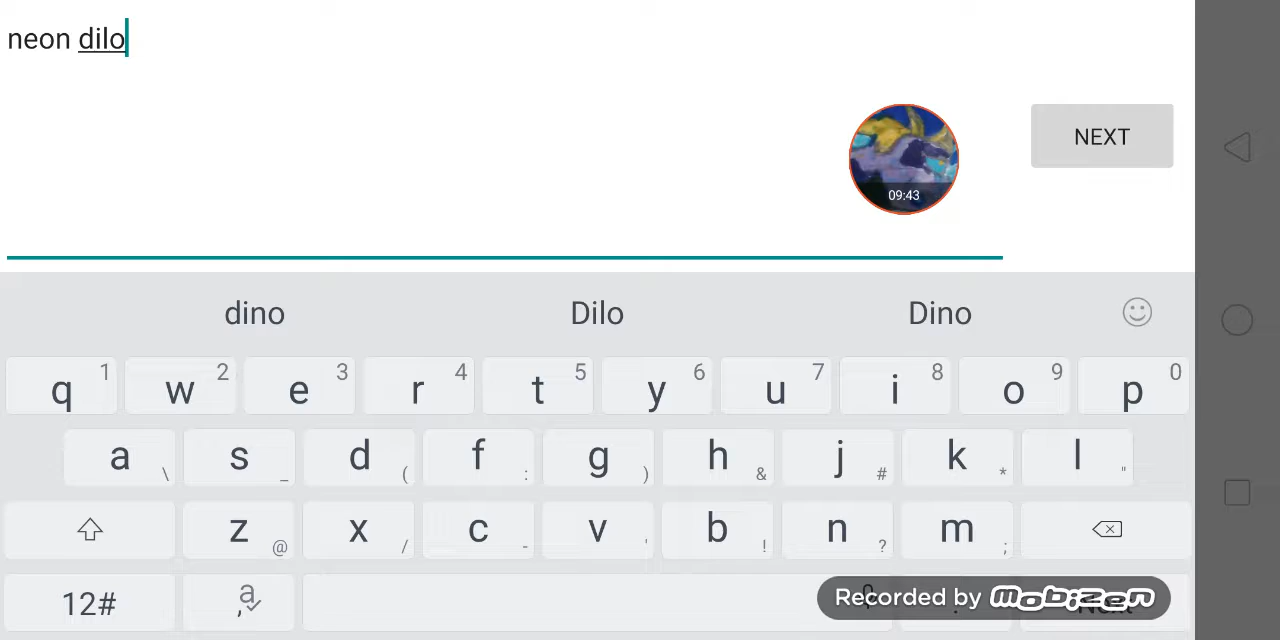 neon dilo
NEXT
09:43
dino Dilo Dino
q 1 w 2 e 3 r 4 t 5 y 6 u 7 i 8 o 9 p 0
a \ s _ d ( f : g ) h & j # k * l "
z @ x / c - v ' b ! n ? m ;
12# , a . Next
Recorded by mobizen